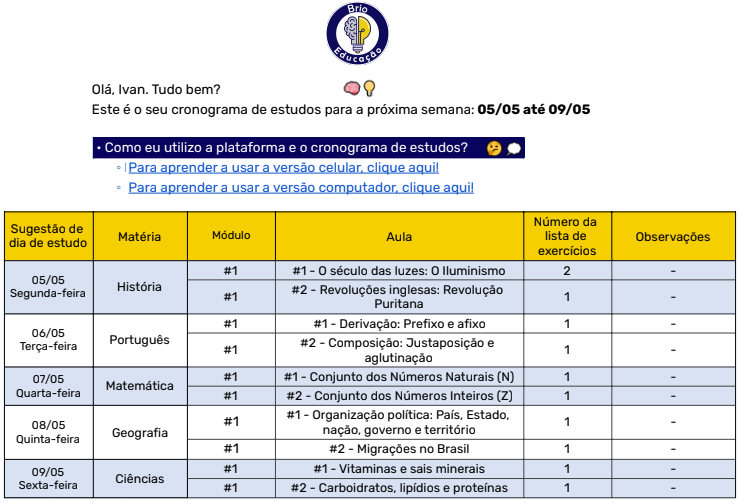 Brio
Educação
Olá, Ivan. Tudo bem?
Este é o seu cronograma de estudos para a próxima semana: 05/05 até 09/05
• Como eu utilizo a plataforma e o cronograma de estudos?
◦ Para aprender a usar a versão celular, clique aqui!
◦ Para aprender a usar a versão computador, clique aqui!
Sugestão de dia de estudo Matéria Módulo Aula Número da lista de exercícios Observações
05/05 Segunda-feira História #1 #1 - O século das luzes: O Iluminismo 2 -
#1 #2 - Revoluções inglesas: Revolução Puritana 1 -
06/05 Terça-feira Português #1 #1 - Derivação: Prefixo e afixo 1 -
#1 #2 - Composição: Justaposição e aglutinação 1 -
07/05 Quarta-feira Matemática #1 #1 - Conjunto dos Números Naturais (N) 1 -
#1 #2 - Conjunto dos Números Inteiros (Z) 1 -
08/05 Quinta-feira Geografia #1 #1 - Organização política: País, Estado, nação, governo e território 1 -
#1 #2 - Migrações no Brasil 1 -
09/05 Sexta-feira Ciências #1 #1 - Vitaminas e sais minerais 1 -
#1 #2 - Carboidratos, lipídios e proteínas 1 -